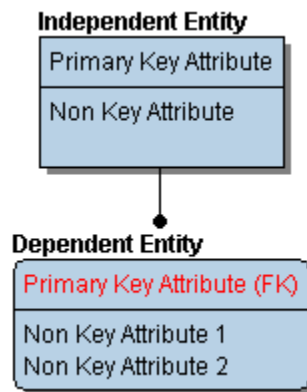 Independent Entity
Primary Key Attribute
Non Key Attribute
Dependent Entity
Primary Key Attribute (FK)
Non Key Attribute 1
Non Key Attribute 2